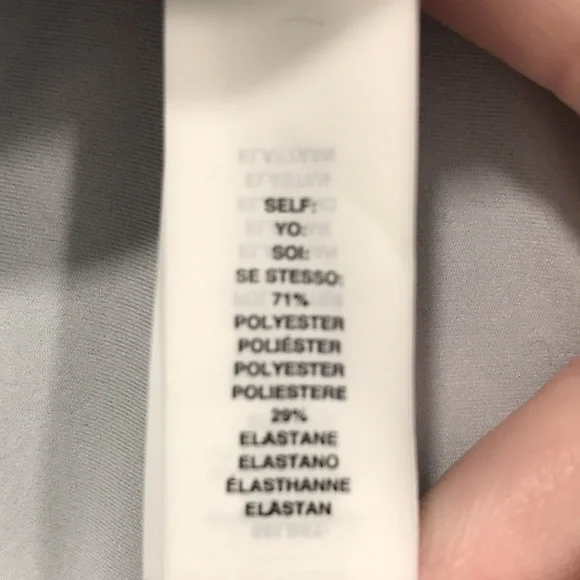 SELF:
YO:
SOI:
SE STESSO:
71%
POLYESTER
POLIÉSTER
POLYESTER
POLIESTERE
29%
ELASTANE
ELASTANO
ÉLASTHANNE
ELASTAN